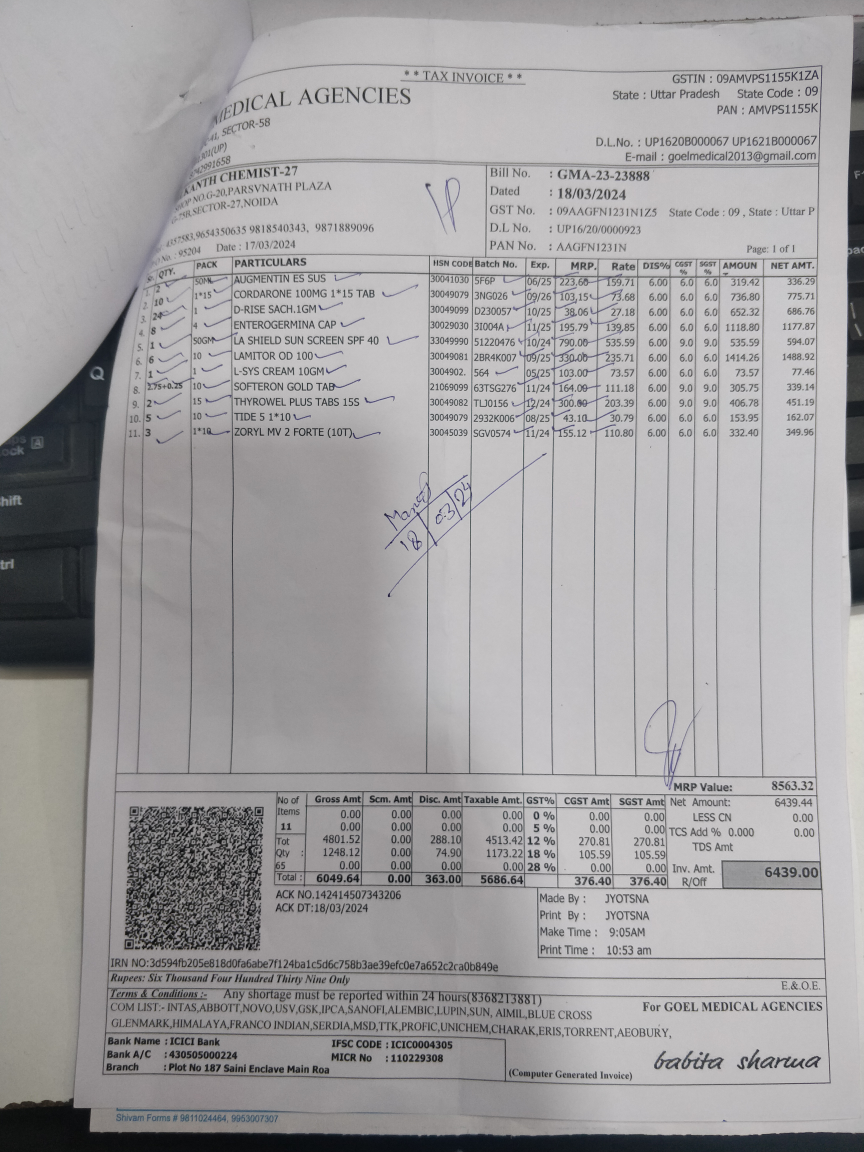 ** TAX INVOICE **
GSTIN : 09AMVPS1155K1ZA
State : Uttar Pradesh State Code : 09
PAN : AMVPS1155K
MEDICAL AGENCIES
SECTOR-58
D.L.No. : UP1620B000067 UP1621B000067
E-mail : goelmedical2013@gmail.com
CHEMIST-27
NO.G-20,PARSVNATH PLAZA
SECTOR-27,NOIDA
4357583,9654350635 9818540343, 9871889096
No. : 95204 Date : 17/03/2024
Bill No. : GMA-23-23888
Dated : 18/03/2024
GST No. : 09AAGFN1231N1Z5 State Code : 09 , State : Uttar P
D.L No. : UP16/20/0000923
PAN No. : AAGFN1231N Page: 1 of 1
QTY. PACK PARTICULARS HSN CODE Batch No. Exp. MRP. Rate DIS% CGST % SGST % AMOUN NET AMT.
1. 2 50ML AUGMENTIN ES SUS 30041030 5F6P 06/25 223.60 159.71 6.00 6.0 6.0 319.42 336.29
2. 10 1*15 CORDARONE 100MG 1*15 TAB 30049079 3NG026 09/26 103.15 73.68 6.00 6.0 6.0 736.80 775.71
3. 24 1 D-RISE SACH.1GM 30049099 D230057 10/25 38.06 27.18 6.00 6.0 6.0 652.32 686.76
4. 8 4 ENTEROGERMINA CAP 30029030 3I004A 11/25 195.79 139.85 6.00 6.0 6.0 1118.80 1177.87
5. 1 50GM LA SHIELD SUN SCREEN SPF 40 33049990 51220476 10/24 790.00 535.59 6.00 9.0 9.0 535.59 594.07
6. 6 10 LAMITOR OD 100 30049081 2BR4K007 09/25 330.00 235.71 6.00 6.0 6.0 1414.26 1488.92
7. 1 1 L-SYS CREAM 10GM 3004902. 564 05/25 103.00 73.57 6.00 6.0 6.0 73.57 77.46
8. 2.75+0.25 10 SOFTERON GOLD TAB 21069099 63TSG276 11/24 164.00 111.18 6.00 9.0 9.0 305.75 339.14
9. 2 15 THYROWEL PLUS TABS 15S 30049082 TLJ0156 12/24 300.00 203.39 6.00 9.0 9.0 406.78 451.19
10. 5 10 TIDE 5 1*10 30049079 2932K006 08/25 43.10 30.79 6.00 6.0 6.0 153.95 162.07
11. 3 1*10 ZORYL MV 2 FORTE (10T) 30045039 SGV0574 11/24 155.12 110.80 6.00 6.0 6.0 332.40 349.96
18 03/24
MRP Value: 8563.32
No of Items 11 Tot Qty : 65
Gross Amt Scm. Amt Disc. Amt Taxable Amt. GST% CGST Amt SGST Amt
0.00 0.00 0.00 0.00 0 % 0.00 0.00
0.00 0.00 0.00 0.00 5 % 0.00 0.00
4801.52 0.00 288.10 4513.42 12 % 270.81 270.81
1248.12 0.00 74.90 1173.22 18 % 105.59 105.59
0.00 0.00 0.00 0.00 28 % 0.00 0.00
Total : 6049.64 0.00 363.00 5686.64 376.40 376.40
Net Amount: 6439.44
LESS CN 0.00
TCS Add % 0.000 0.00
TDS Amt
Inv. Amt. R/Off 6439.00
ACK NO.142414507343206
ACK DT:18/03/2024
Made By : JYOTSNA
Print By : JYOTSNA
Make Time : 9:05AM
Print Time : 10:53 am
IRN NO:3d594fb205e818d0fa6abe7f124ba1c5d6c758b3ae39efc0e7a652c2ca0b849e
Rupees: Six Thousand Four Hundred Thirty Nine Only
E.& O.E.
Terms & Conditions :- Any shortage must be reported within 24 hours(8368213881)
COM LIST:- INTAS,ABBOTT,NOVO,USV,GSK,IPCA,SANOFI,ALEMBIC,LUPIN,SUN, AIMIL,BLUE CROSS
GLENMARK,HIMALAYA,FRANCO INDIAN,SERDIA,MSD,TTK,PROFIC,UNICHEM,CHARAK,ERIS,TORRENT,AEOBURY,
For GOEL MEDICAL AGENCIES
Bank Name : ICICI Bank IFSC CODE : ICIC0004305
Bank A/C : 430505000224 MICR No : 110229308
Branch : Plot No 187 Saini Enclave Main Roa
(Computer Generated Invoice)
babita sharma
Shivam Forms # 9811024464, 9953007307
Q
A
ock
hift
trl